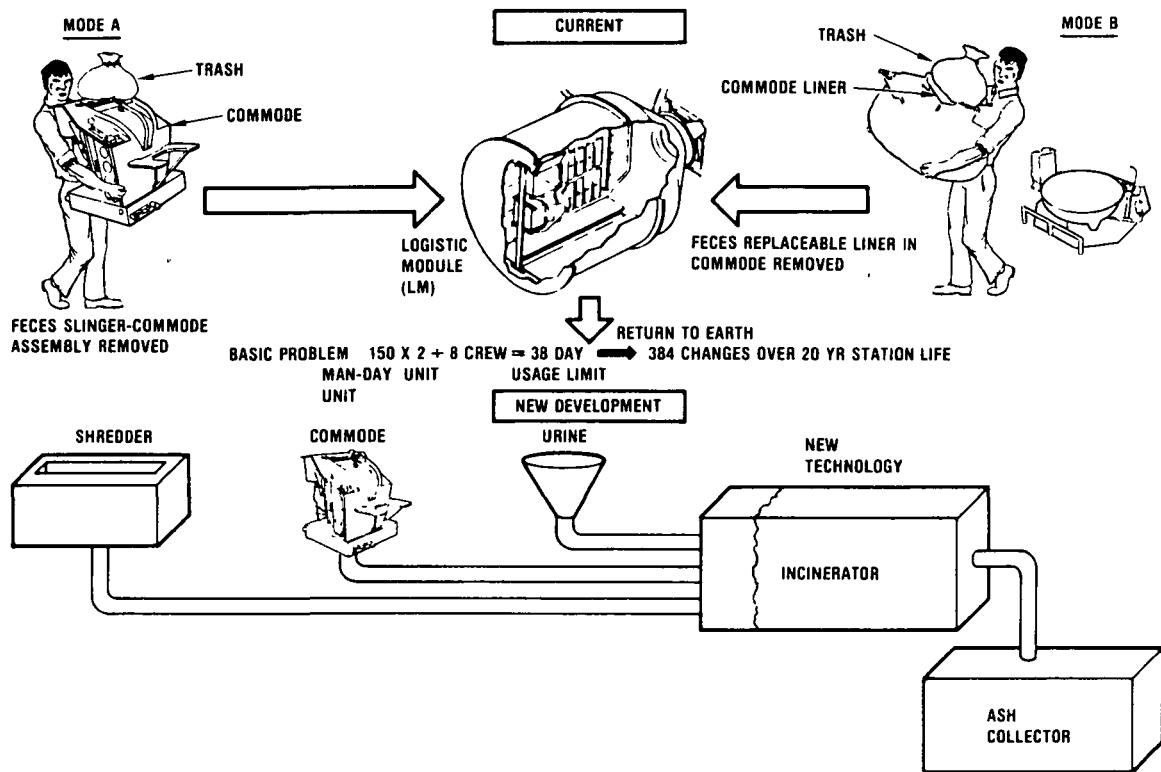 MODE A
CURRENT
MODE B
TRASH
COMMODE
TRASH
COMMODE LINER
LOGISTIC
MODULE
(LM)
FECES REPLACEABLE LINER IN
COMMODE REMOVED
FECES SLINGER-COMMODE
ASSEMBLY REMOVED
RETURN TO EARTH
BASIC PROBLEM 150 X 2 ÷ 8 CREW = 38 DAY 384 CHANGES OVER 20 YR STATION LIFE
MAN-DAY UNIT USAGE LIMIT
UNIT
NEW DEVELOPMENT
SHREDDER
COMMODE
URINE
NEW
TECHNOLOGY
INCINERATOR
ASH
COLLECTOR